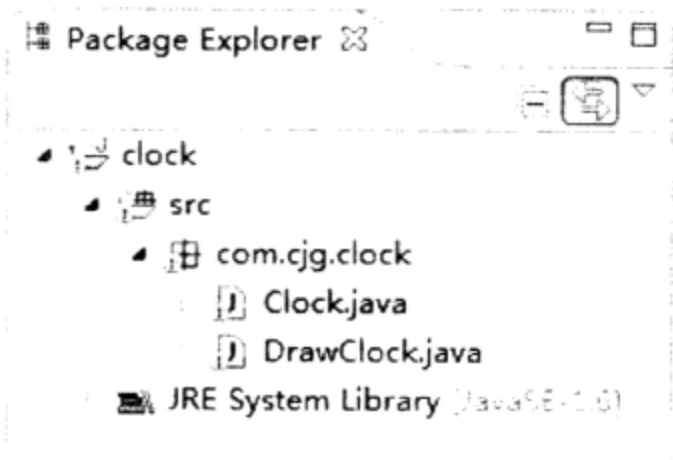 Package Explorer
clock
src
com.cjg.clock
Clock.java
DrawClock.java
JRE System Library